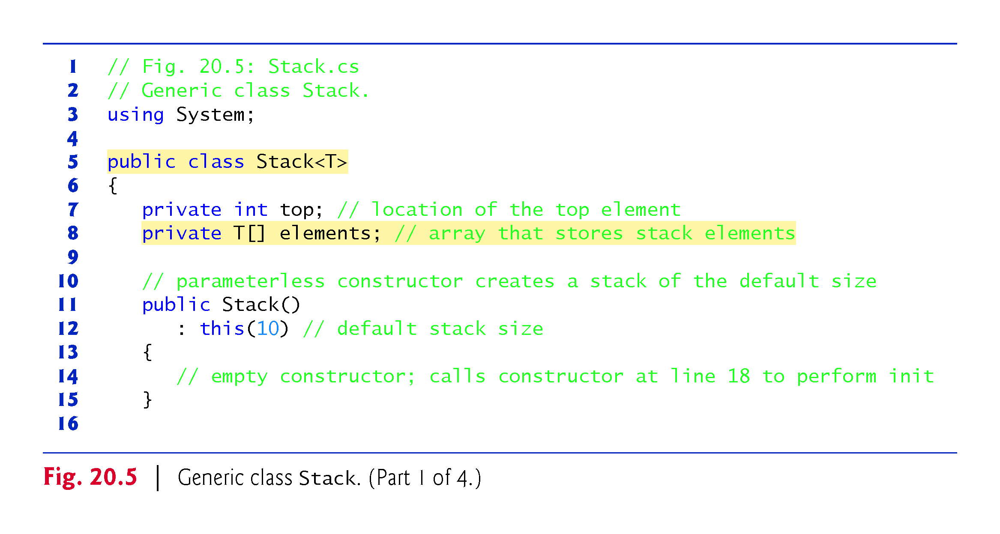 1 // Fig. 20.5: Stack.cs
2 // Generic class Stack.
3 using System;
4
5 public class Stack<T>
6 {
7 private int top; // location of the top element
8 private T[] elements; // array that stores stack elements
9
10 // parameterless constructor creates a stack of the default size
11 public Stack()
12 : this(10) // default stack size
13 {
14 // empty constructor; calls constructor at line 18 to perform init
15 }
16
Fig. 20.5 | Generic class Stack. (Part 1 of 4.)